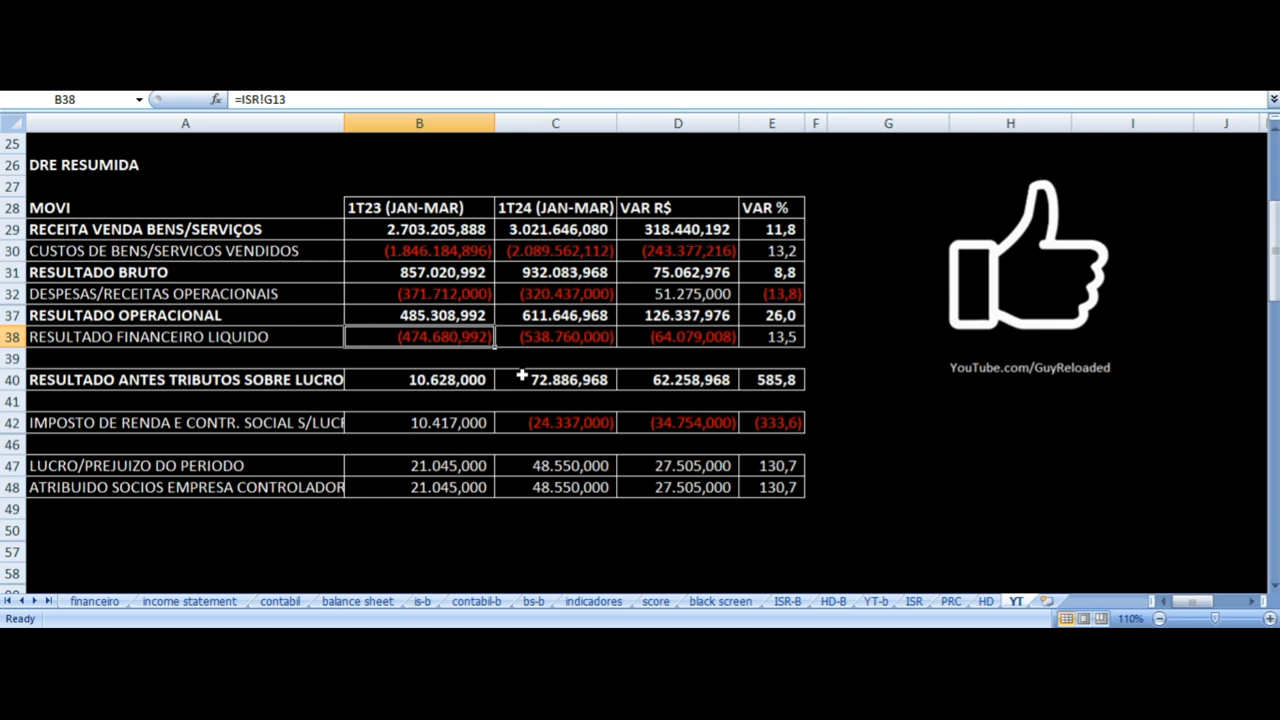 B38 fx =ISR!G13
A B C D E F G H I J
25
26 DRE RESUMIDA
27
28 MOVI 1T23 (JAN-MAR) 1T24 (JAN-MAR) VAR R$ VAR %
29 RECEITA VENDA BENS/SERVIÇOS 2.703.205,888 3.021.646,080 318.440,192 11,8
30 CUSTOS DE BENS/SERVICOS VENDIDOS (1.846.184,896) (2.089.562,112) (243.377,216) 13,2
31 RESULTADO BRUTO 857.020,992 932.083,968 75.062,976 8,8
32 DESPESAS/RECEITAS OPERACIONAIS (371.712,000) (320.437,000) 51.275,000 (13,8)
37 RESULTADO OPERACIONAL 485.308,992 611.646,968 126.337,976 26,0
38 RESULTADO FINANCEIRO LIQUIDO (474.680,992) (538.760,000) (64.079,008) 13,5
39
40 RESULTADO ANTES TRIBUTOS SOBRE LUCRO 10.628,000 72.886,968 62.258,968 585,8
41
42 IMPOSTO DE RENDA E CONTR. SOCIAL S/LUCR 10.417,000 (24.337,000) (34.754,000) (333,6)
46
47 LUCRO/PREJUIZO DO PERIODO 21.045,000 48.550,000 27.505,000 130,7
48 ATRIBUIDO SOCIOS EMPRESA CONTROLADOR 21.045,000 48.550,000 27.505,000 130,7
49
50
57
58
YouTube.com/GuyReloaded
financeiro income statement contabil balance sheet is-b contabil-b bs-b indicadores score black screen ISR-B HD-B YT-b ISR PRC HD YT
Ready 110%